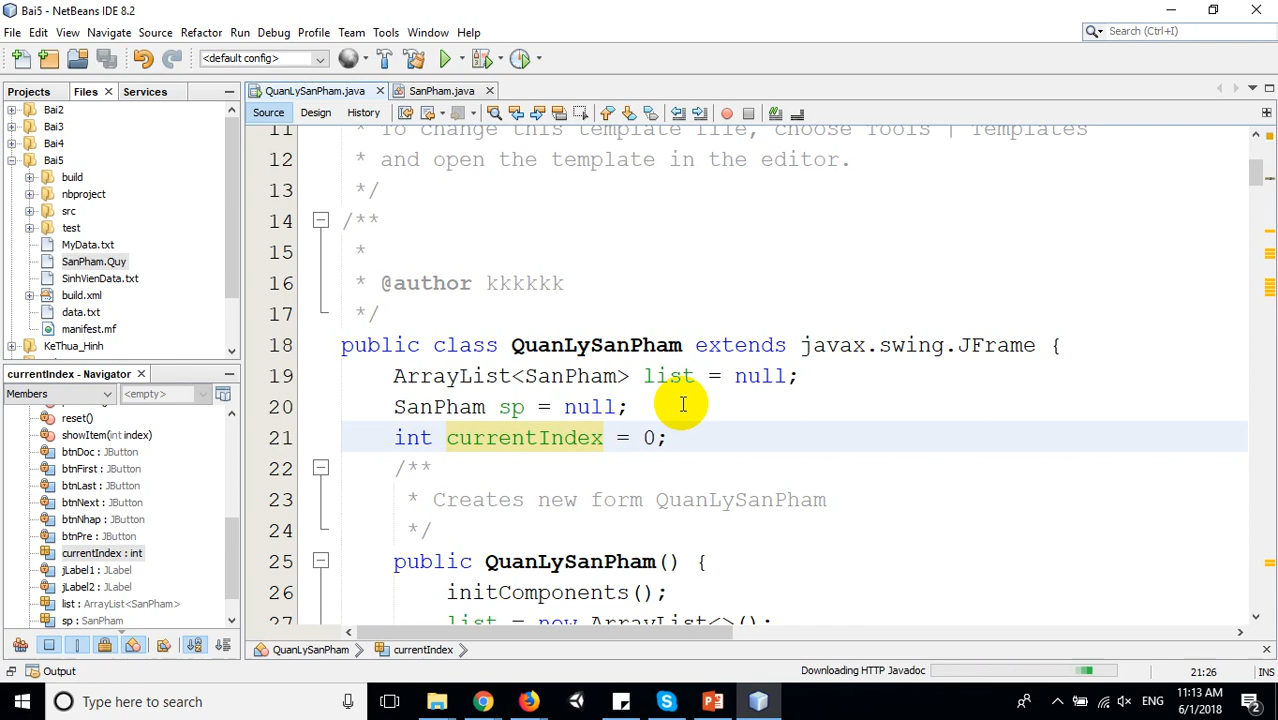 Bai5 - NetBeans IDE 8.2
File Edit View Navigate Source Refactor Run Debug Profile Team Tools Window Help
Search (Ctrl+I)
<default config>
Projects Files Services
QuanLySanPham.java SanPham.java
Source Design History
Bai2
Bai3
Bai4
Bai5
build
nbproject
src
test
MyData.txt
SanPham.Quy
SinhVienData.txt
build.xml
data.txt
manifest.mf
KeThua_Hinh
currentIndex - Navigator
Members <empty>
reset()
showItem(int index)
btnDoc : JButton
btnFirst : JButton
btnLast : JButton
btnNext : JButton
btnNhap : JButton
btnPre : JButton
currentIndex : int
jLabel1 : JLabel
jLabel2 : JLabel
list : ArrayList<SanPham>
sp : SanPham
11 * To change this template file, choose Tools | Templates
12 * and open the template in the editor.
13 */
14 /**
15 *
16 * @author kkkkkk
17 */
18 public class QuanLySanPham extends javax.swing.JFrame {
19 ArrayList<SanPham> list = null;
20 SanPham sp = null;
21 int currentIndex = 0;
22 /**
23 * Creates new form QuanLySanPham
24 */
25 public QuanLySanPham() {
26 initComponents();
27 list = new ArrayList<>();
QuanLySanPham currentIndex
Output
Downloading HTTP Javadoc
21:26 INS
Type here to search
ENG
11:13 AM
6/1/2018
2